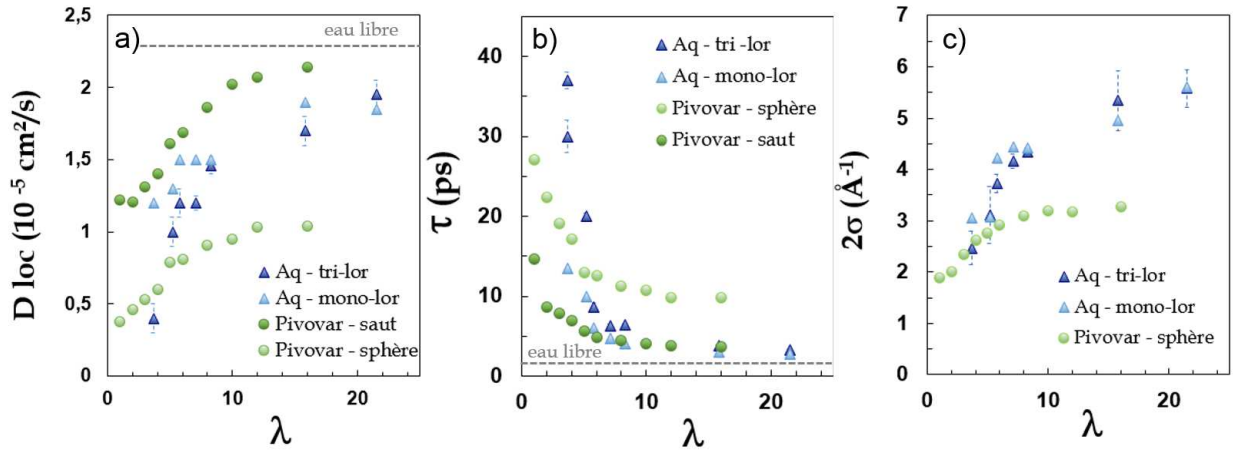 a)
eau libre
2,5
2
1,5
1
0,5
0
0 10 20
D loc (10 -5 cm²/s)
λ
Aq - tri-lor
Aq - mono-lor
Pivovar - saut
Pivovar - sphère
b)
40
30
20
10
0
0 10 20
τ (ps)
λ
Aq - tri -lor
Aq - mono-lor
Pivovar - sphère
Pivovar - saut
eau libre
c)
7
6
5
4
3
2
1
0
0 10 20
2σ (Å-1)
λ
Aq - tri-lor
Aq - mono-lor
Pivovar - sphère